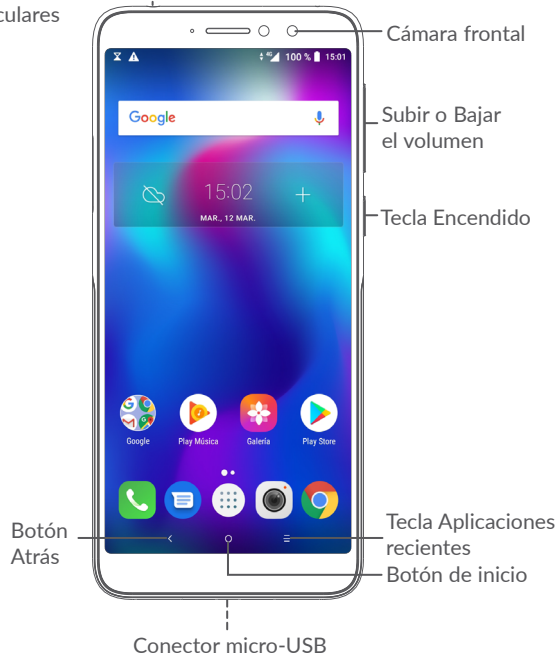 culares
Cámara frontal
4G 100 % 15:01
Google
Subir o Bajar
el volumen
15:02
MAR., 12 MAR.
Tecla Encendido
Google Play Música Galería Play Store
Botón
Atrás
Tecla Aplicaciones
recientes
Botón de inicio
Conector micro-USB